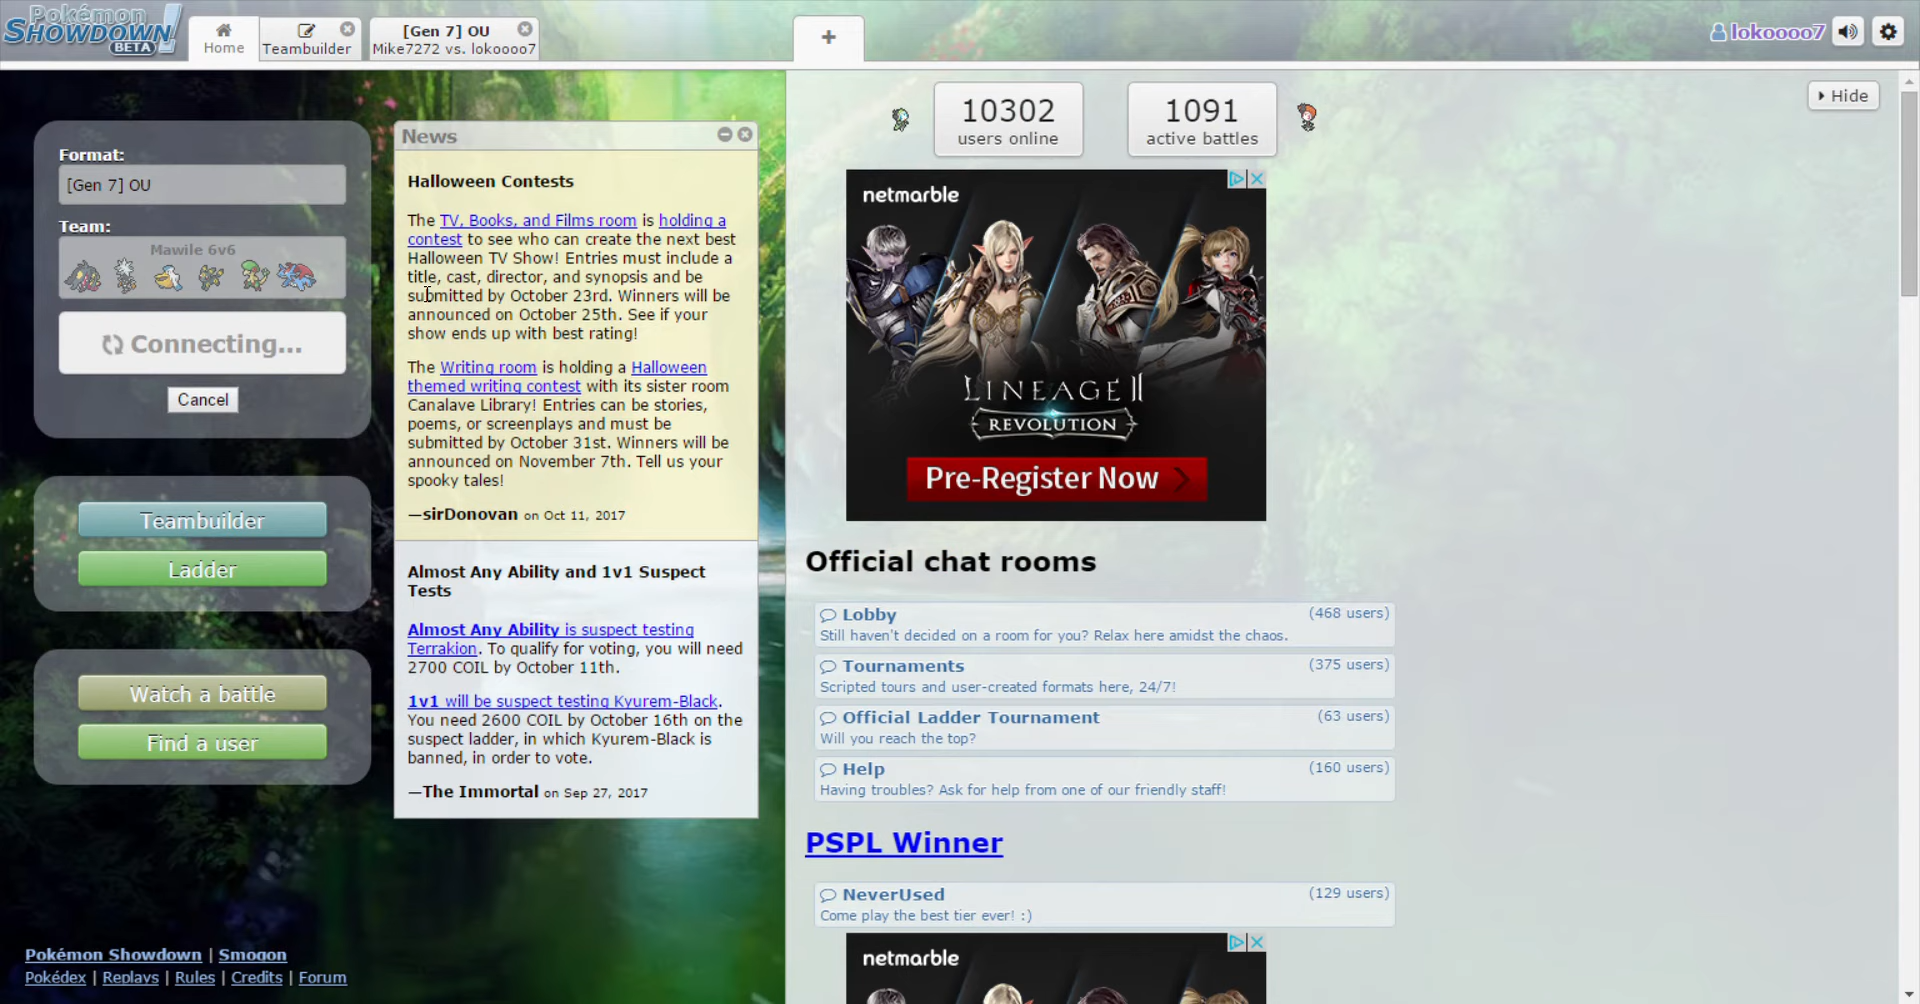 Pokémon
SHOWDOWN!
BETA
Home
Teambuilder
[Gen 7] OU
Mike7272 vs. lokoooo7
+
lokoooo7
Format:
[Gen 7] OU
Team:
Mawile 6v6
Connecting...
Cancel
Teambuilder
Ladder
Watch a battle
Find a user
Pokémon Showdown | Smogon
Pokédex | Replays | Rules | Credits | Forum
News
Halloween Contests
The TV, Books, and Films room is holding a
contest to see who can create the next best
Halloween TV Show! Entries must include a
title, cast, director, and synopsis and be
submitted by October 23rd. Winners will be
announced on October 25th. See if your
show ends up with best rating!
The Writing room is holding a Halloween
themed writing contest with its sister room
Canalave Library! Entries can be stories,
poems, or screenplays and must be
submitted by October 31st. Winners will be
announced on November 7th. Tell us your
spooky tales!
—sirDonovan on Oct 11, 2017
Almost Any Ability and 1v1 Suspect
Tests
Almost Any Ability is suspect testing
Terrakion. To qualify for voting, you will need
2700 COIL by October 11th.
1v1 will be suspect testing Kyurem-Black.
You need 2600 COIL by October 16th on the
suspect ladder, in which Kyurem-Black is
banned, in order to vote.
—The Immortal on Sep 27, 2017
10302
users online
1091
active battles
Hide
netmarble
LINEAGE II
REVOLUTION
Pre-Register Now
Official chat rooms
Lobby (468 users)
Still haven't decided on a room for you? Relax here amidst the chaos.
Tournaments (375 users)
Scripted tours and user-created formats here, 24/7!
Official Ladder Tournament (63 users)
Will you reach the top?
Help (160 users)
Having troubles? Ask for help from one of our friendly staff!
PSPL Winner
NeverUsed (129 users)
Come play the best tier ever! :)
netmarble